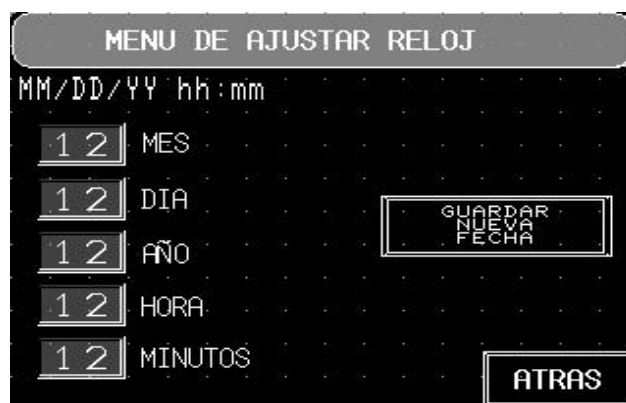 MENU DE AJUSTAR RELOJ
MM/DD/YY hh:mm
12 MES
12 DIA
12 AÑO
12 HORA
12 MINUTOS
GUARDAR
NUEVA
FECHA
ATRAS